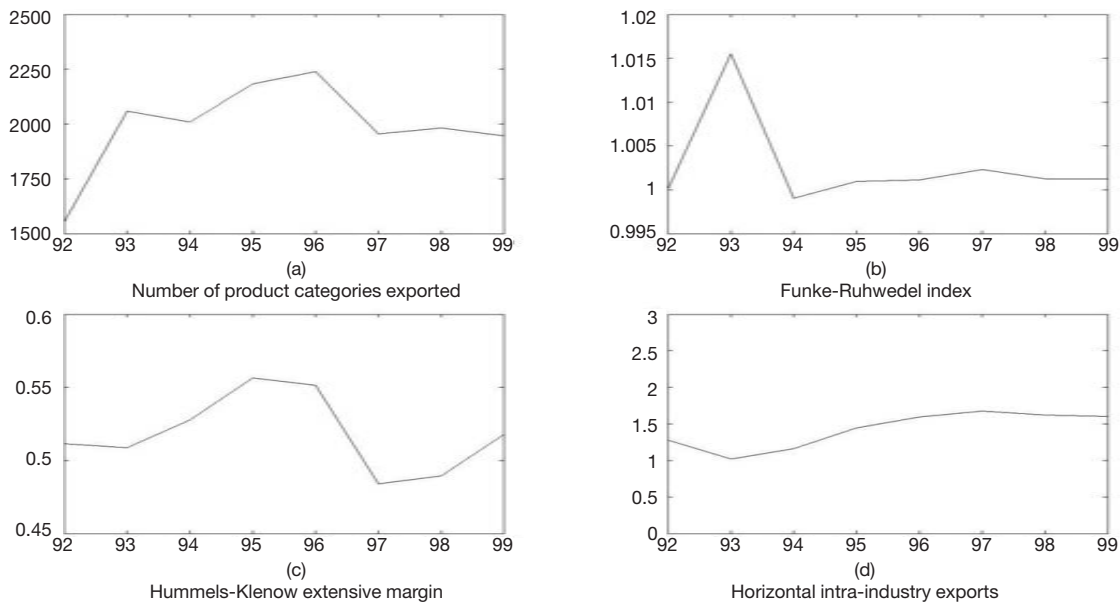 2500
2250
2000
1750
1500
92 93 94 95 96 97 98 99
(a)
Number of product categories exported
1.02
1.015
1.01
1.005
1
0.995
92 93 94 95 96 97 98 99
(b)
Funke-Ruhwedel index
0.6
0.55
0.5
0.45
92 93 94 95 96 97 98 99
(c)
Hummels-Klenow extensive margin
3
2.5
2
1.5
1
0.5
0
92 93 94 95 96 97 98 99
(d)
Horizontal intra-industry exports